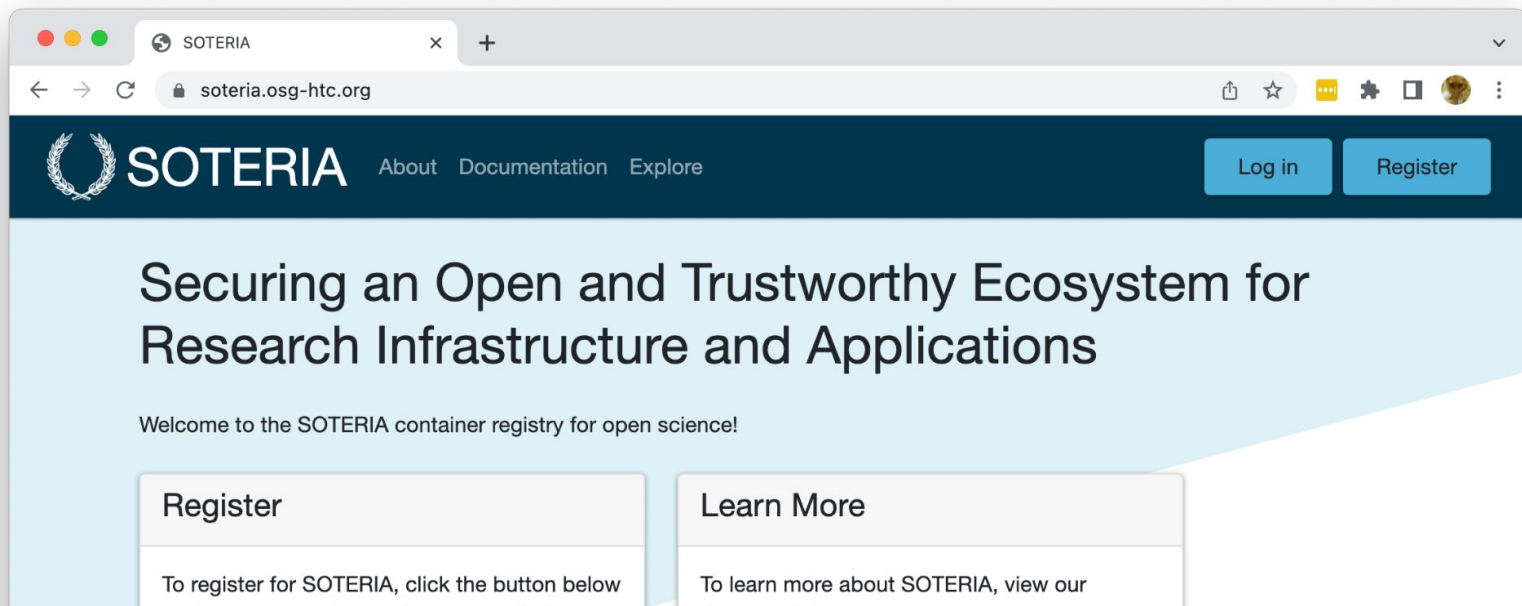 SOTERIA
soteria.osg-htc.org
SOTERIA About Documentation Explore Log in Register
Securing an Open and Trustworthy Ecosystem for
Research Infrastructure and Applications
Welcome to the SOTERIA container registry for open science!
Register
To register for SOTERIA, click the button below
Learn More
To learn more about SOTERIA, view our